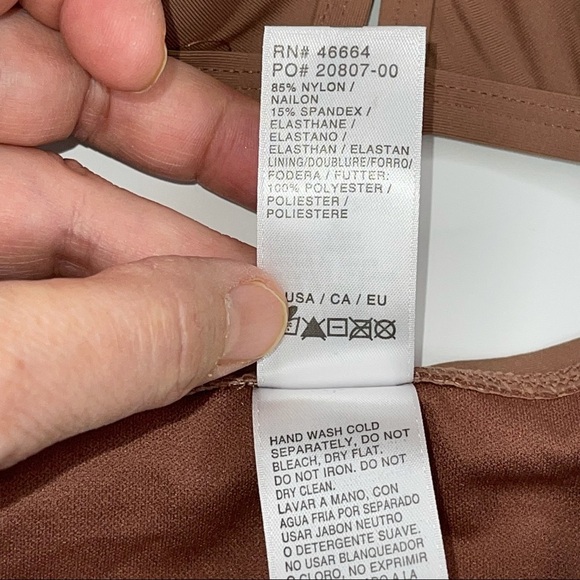 RN# 46664
PO# 20807-00
85% NYLON /
NAILON
15% SPANDEX /
ELASTHANE /
ELASTANO /
ELASTHAN / ELASTAN
LINING/DOUBLURE/FORRO/
FODERA / FUTTER:
100% POLYESTER /
POLIESTER /
POLIESTERE
USA / CA / EU
HAND WASH COLD
SEPARATELY, DO NOT
BLEACH, DRY FLAT.
DO NOT IRON. DO NOT
DRY CLEAN.
LAVAR A MANO, CON
AGUA FRIA POR SEPARADO
USAR JABON NEUTRO
O DETERGENTE SUAVE.
NO USAR BLANQUEADOR
O CLORO, NO EXPRIMIR
A LA